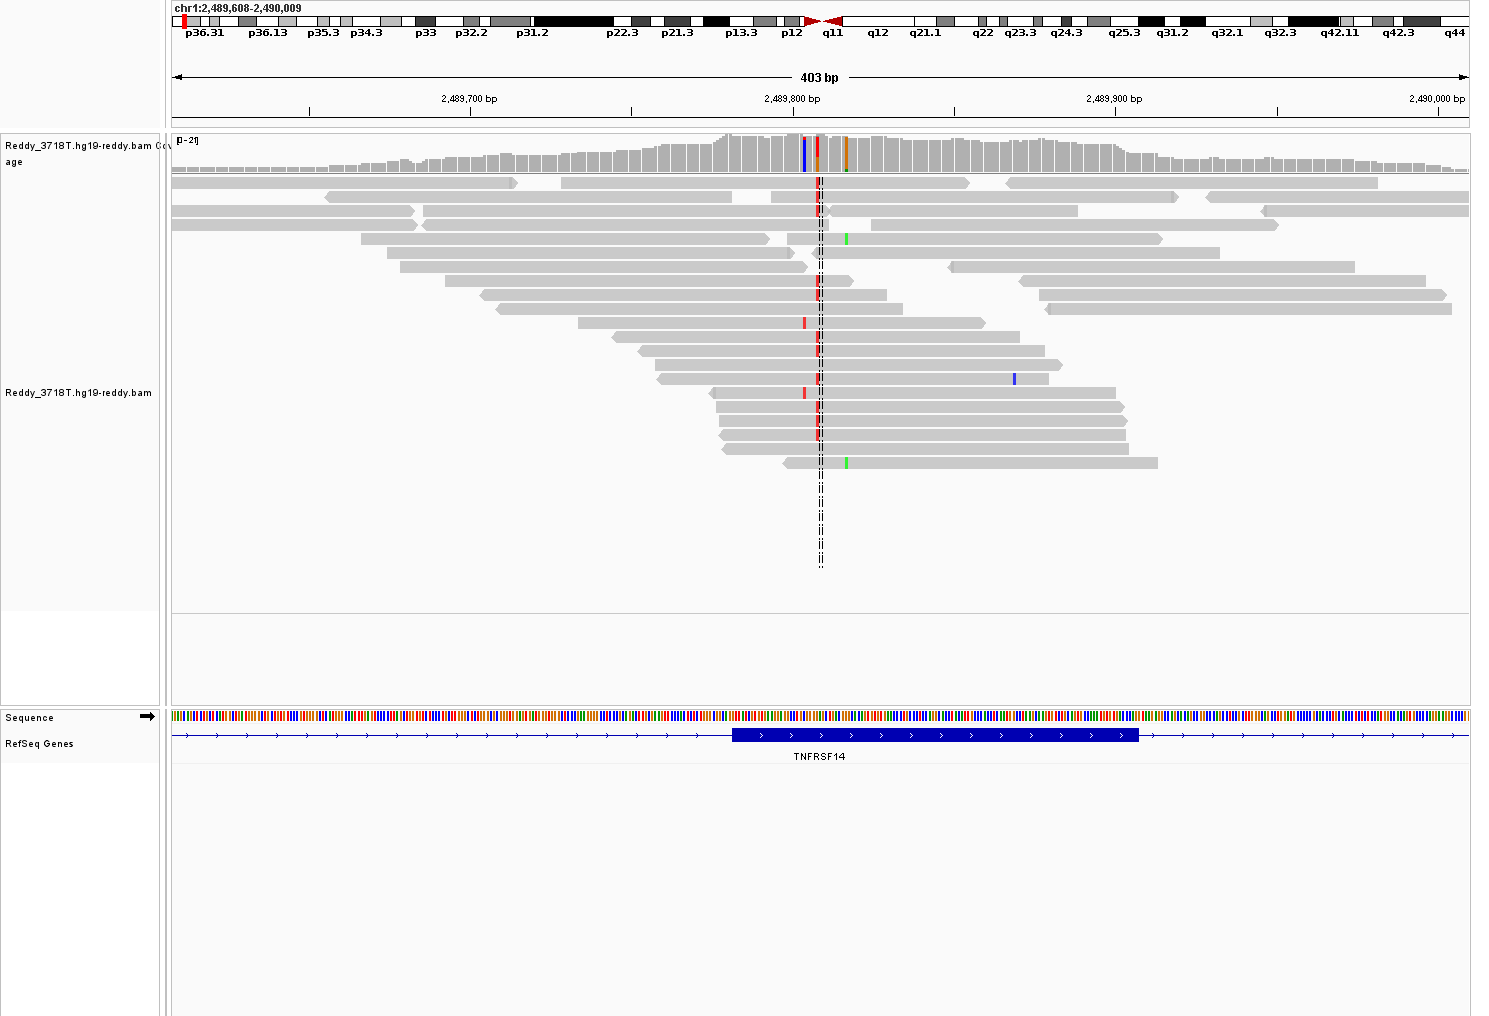 chr1:2,489,608-2,490,009
p36.31 p36.13 p35.3 p34.3 p33 p32.2 p31.2 p22.3 p21.3 p13.3 p12 q11 q12 q21.1 q22 q23.3 q24.3 q25.3 q31.2 q32.1 q32.3 q42.11 q42.3 q44
403 bp
2,489,700 bp 2,489,800 bp 2,489,900 bp 2,490,000 bp
Reddy_3718T.hg19-reddy.bam Cov
age
[0-21]
Reddy_3718T.hg19-reddy.bam
Sequence
RefSeq Genes
TNFRSF14